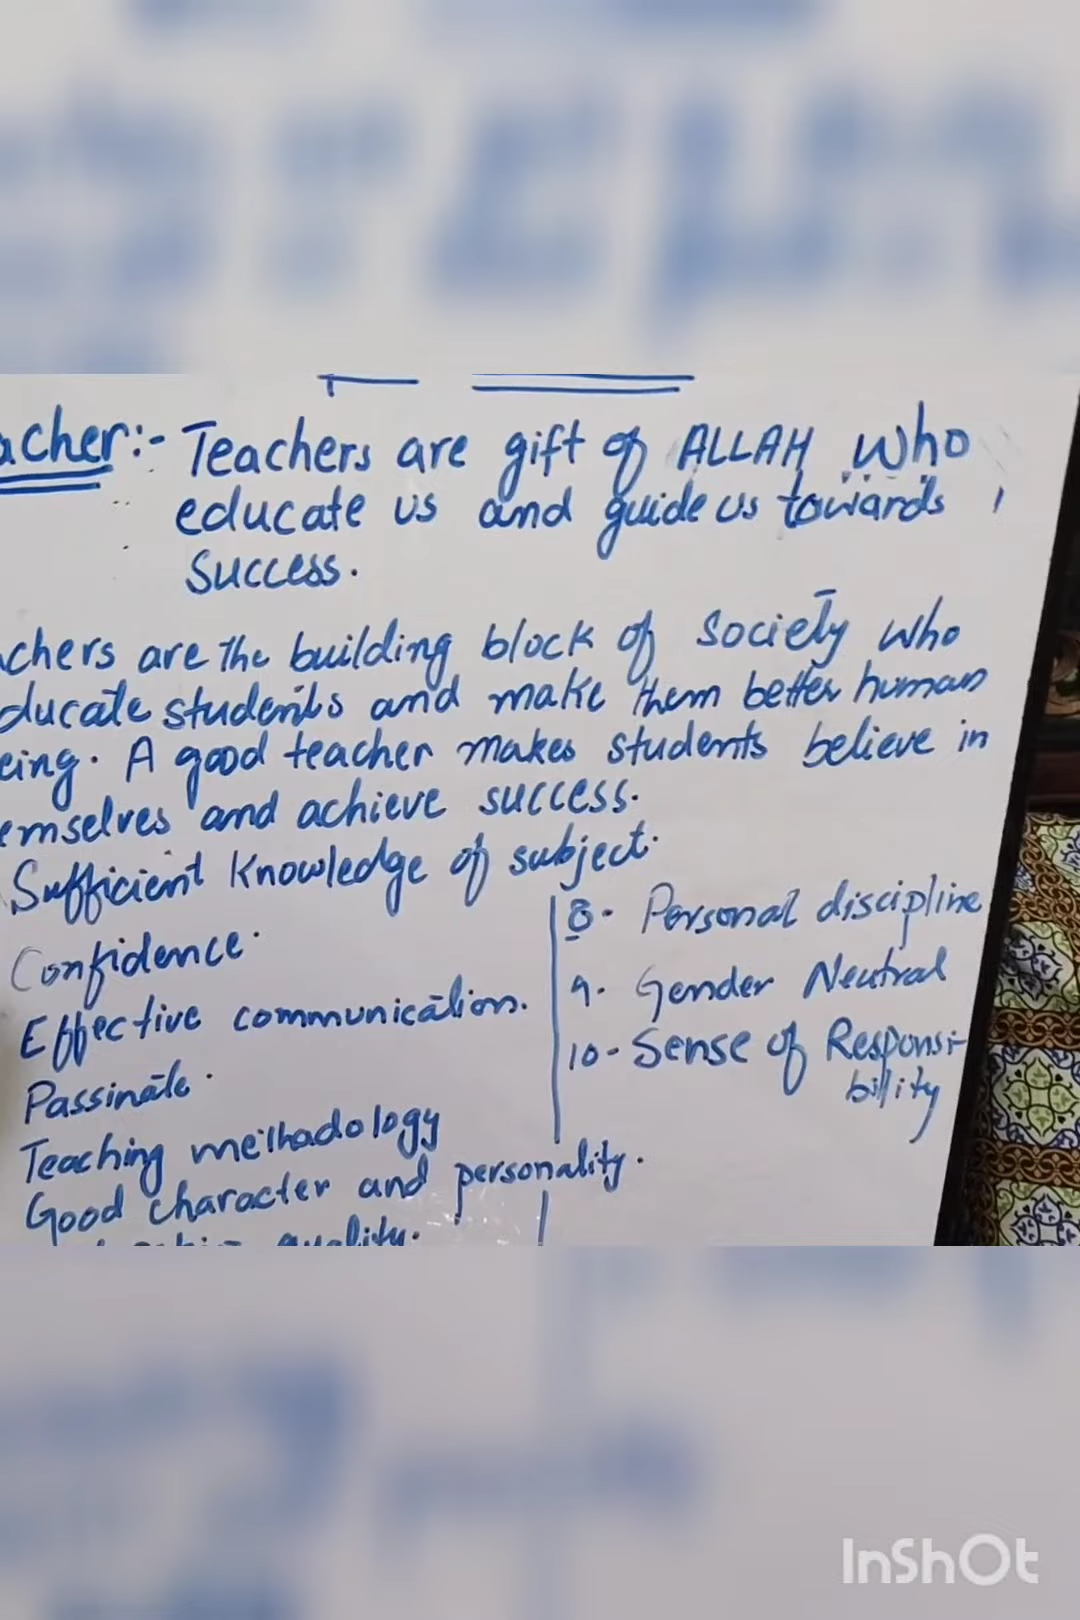 acher:- Teachers are gift of ALLAH who
educate us and guide us towards
success.
chers are the building block of society who
ducate students and make them better human
eing. A good teacher makes students believe in
emselves and achieve success.
Sufficient knowledge of subject.
Confidence.
Effective communication.
Passinate.
Teaching methadology
Good character and personality.
quality.
8. Personal discipline
9. Gender Neutral
10- Sense of Responsi-
billity
InShOt